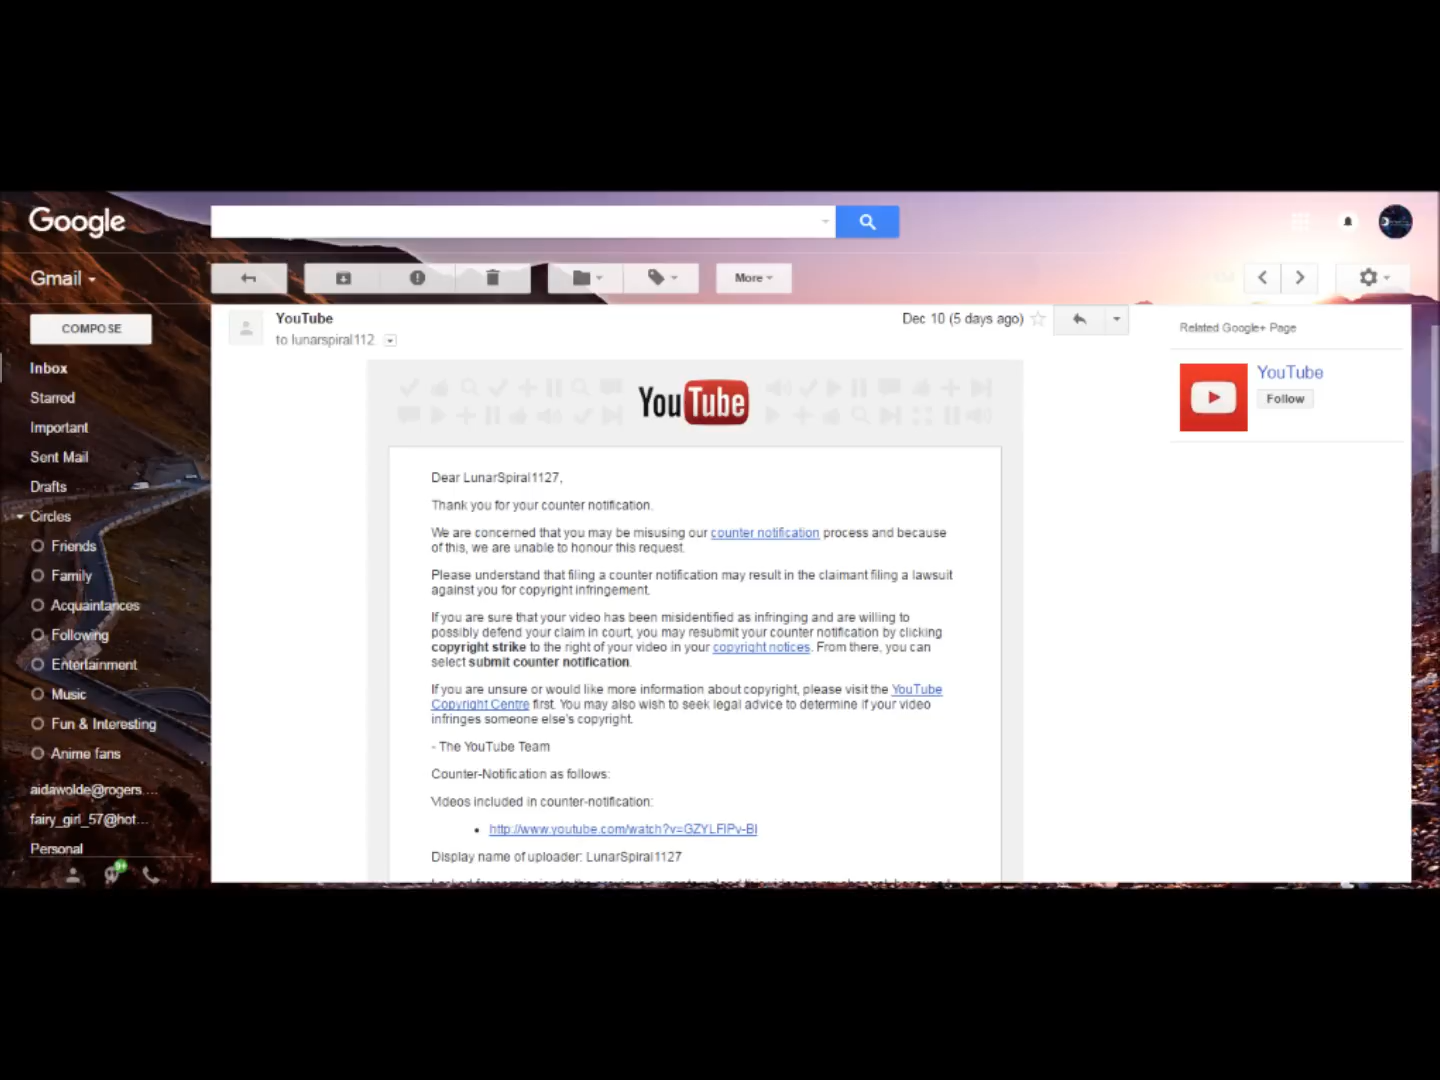 Google
Gmail
More
COMPOSE
Inbox
Starred
Important
Sent Mail
Drafts
Circles
Friends
Family
Acquaintances
Following
Entertainment
Music
Fun & Interesting
Anime fans
aidawolde@rogers....
fairy_girl_57@hot...
Personal
9+
YouTube
to lunarspiral112
Dec 10 (5 days ago)
YouTube
Dear LunarSpiral1127,
Thank you for your counter notification.
We are concerned that you may be misusing our counter notification process and because
of this, we are unable to honour this request.
Please understand that filing a counter notification may result in the claimant filing a lawsuit
against you for copyright infringement.
If you are sure that your video has been misidentified as infringing and are willing to
possibly defend your claim in court, you may resubmit your counter notification by clicking
copyright strike to the right of your video in your copyright notices. From there, you can
select submit counter notification.
If you are unsure or would like more information about copyright, please visit the YouTube
Copyright Centre first. You may also wish to seek legal advice to determine if your video
infringes someone else's copyright.
- The YouTube Team
Counter-Notification as follows:
Videos included in counter-notification:
• http://www.youtube.com/watch?v=GZYLFIPv-BI
Display name of uploader: LunarSpiral1127
Related Google+ Page
YouTube
Follow